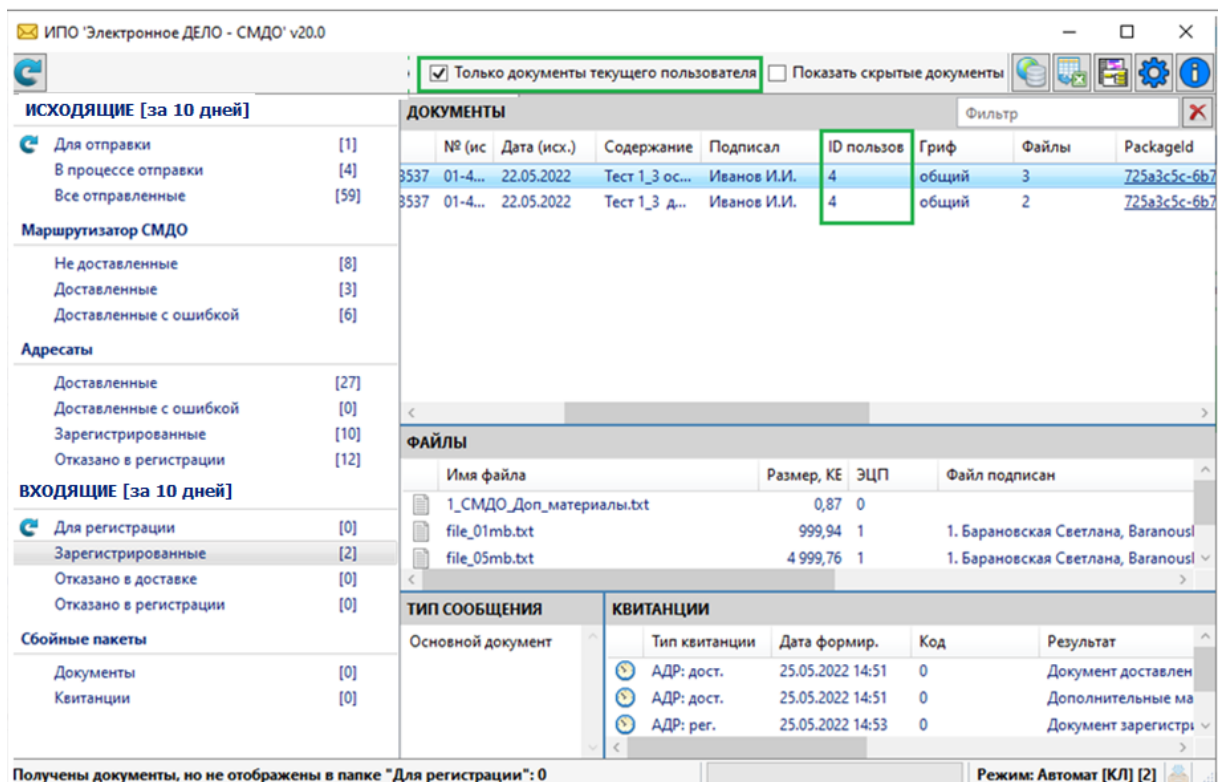 ИПО 'Электронное ДЕЛО - СМДО' v20.0
Только документы текущего пользователя Показать скрытые документы
ИСХОДЯЩИЕ [за 10 дней]
Для отправки [1]
В процессе отправки [4]
Все отправленные [59]
Маршрутизатор СМДО
Не доставленные [8]
Доставленные [3]
Доставленные с ошибкой [6]
Адресаты
Доставленные [27]
Доставленные с ошибкой [0]
Зарегистрированные [10]
Отказано в регистрации [12]
ВХОДЯЩИЕ [за 10 дней]
Для регистрации [0]
Зарегистрированные [2]
Отказано в доставке [0]
Отказано в регистрации [0]
Сбойные пакеты
Документы [0]
Квитанции [0]
ДОКУМЕНТЫ Фильтр
№ (ис Дата (исх.) Содержание Подписал ID пользов Гриф Файлы PackageId
3537 01-4... 22.05.2022 Тест 1_3 ос... Иванов И.И. 4 общий 3 725a3c5c-6b7
3537 01-4... 22.05.2022 Тест 1_3 д... Иванов И.И. 4 общий 2 725a3c5c-6b7
ФАЙЛЫ
Имя файла Размер, КЕ ЭЦП Файл подписан
1_СМДО_Доп_материалы.txt 0,87 0
file_01mb.txt 999,94 1 1. Барановская Светлана, Baranousl
file_05mb.txt 4 999,76 1 1. Барановская Светлана, Baranousl
ТИП СООБЩЕНИЯ
Основной документ
КВИТАНЦИИ
Тип квитанции Дата формир. Код Результат
АДР: дост. 25.05.2022 14:51 0 Документ доставлен
АДР: дост. 25.05.2022 14:51 0 Дополнительные ма
АДР: рег. 25.05.2022 14:53 0 Документ зарегистри
Получены документы, но не отображены в папке "Для регистрации": 0 Режим: Автомат [КЛ] [2]